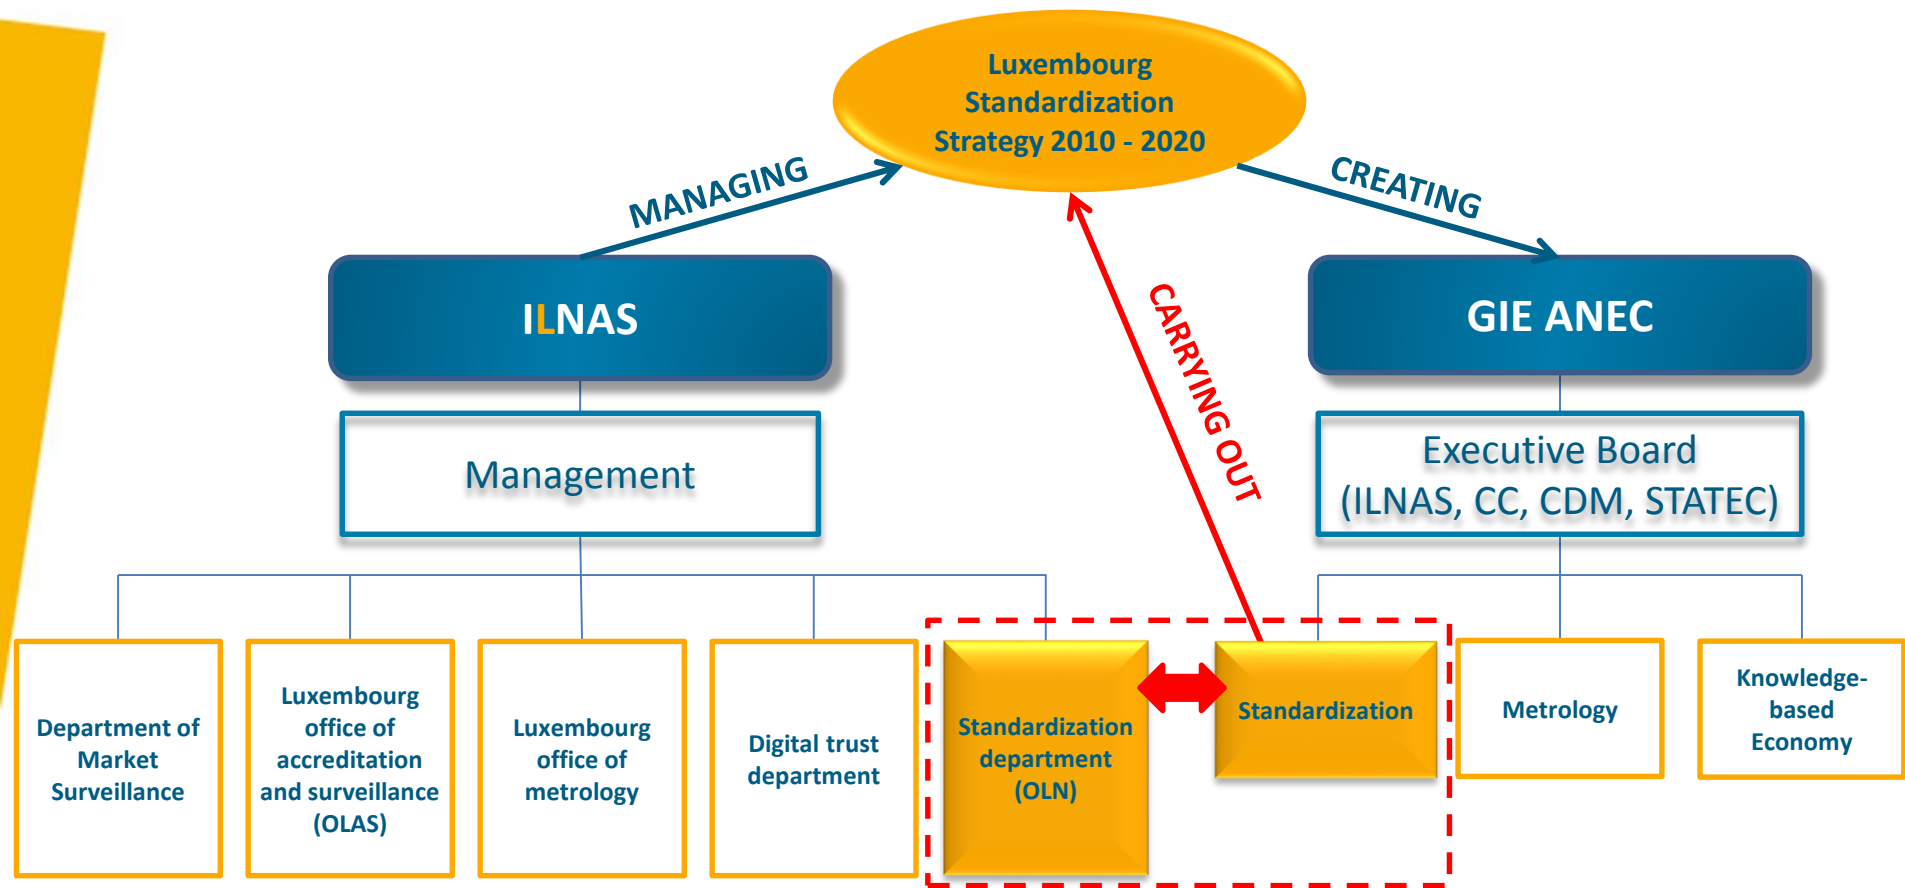 Luxembourg
Standardization
Strategy 2010 - 2020
MANAGING
CREATING
ILNAS
GIE ANEC
CARRYING OUT
Management
Executive Board
(ILNAS, CC, CDM, STATEC)
Department of
Market
Surveillance
Luxembourg
office of
accreditation
and surveillance
(OLAS)
Luxembourg
office of
metrology
Digital trust
department
Standardization
department
(OLN)
Standardization
Metrology
Knowledge-
based
Economy